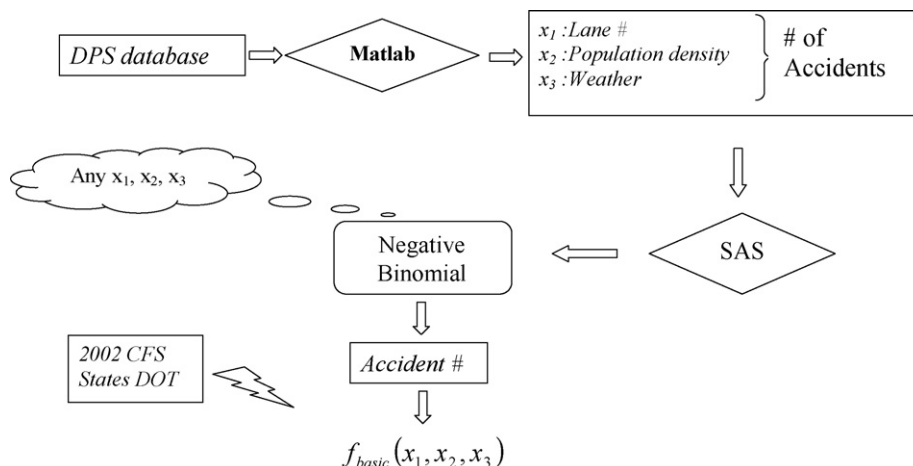 DPS database
Matlab
x₁ :Lane #
x₂ :Population density
x₃ :Weather
# of
Accidents
Any x₁, x₂, x₃
Negative
Binomial
SAS
2002 CFS
States DOT
Accident #
f_basic(x₁, x₂, x₃)